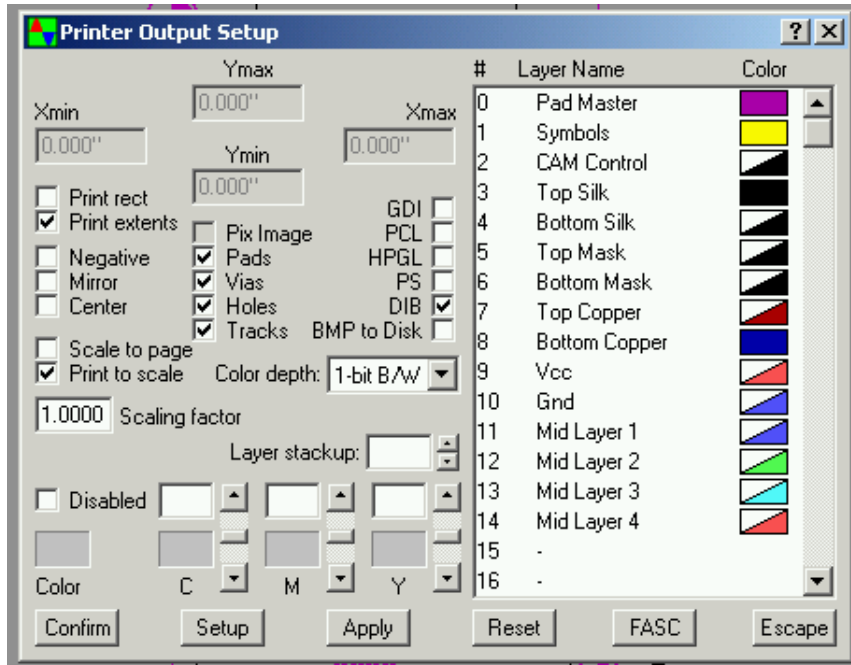 Printer Output Setup
? X
Ymax
0.000"
Xmin
0.000"
Xmax
0.000"
Ymin
0.000"
Print rect
Print extents
Negative
Mirror
Center
Scale to page
Print to scale
Pix Image
Pads
Vias
Holes
Tracks
GDI
PCL
HPGL
PS
DIB
BMP to Disk
Color depth: 1-bit B/W
1.0000 Scaling factor
Layer stackup:
Disabled
Color C M Y
# Layer Name Color
0 Pad Master
1 Symbols
2 CAM Control
3 Top Silk
4 Bottom Silk
5 Top Mask
6 Bottom Mask
7 Top Copper
8 Bottom Copper
9 Vcc
10 Gnd
11 Mid Layer 1
12 Mid Layer 2
13 Mid Layer 3
14 Mid Layer 4
15 -
16 -
Confirm Setup Apply Reset FASC Escape